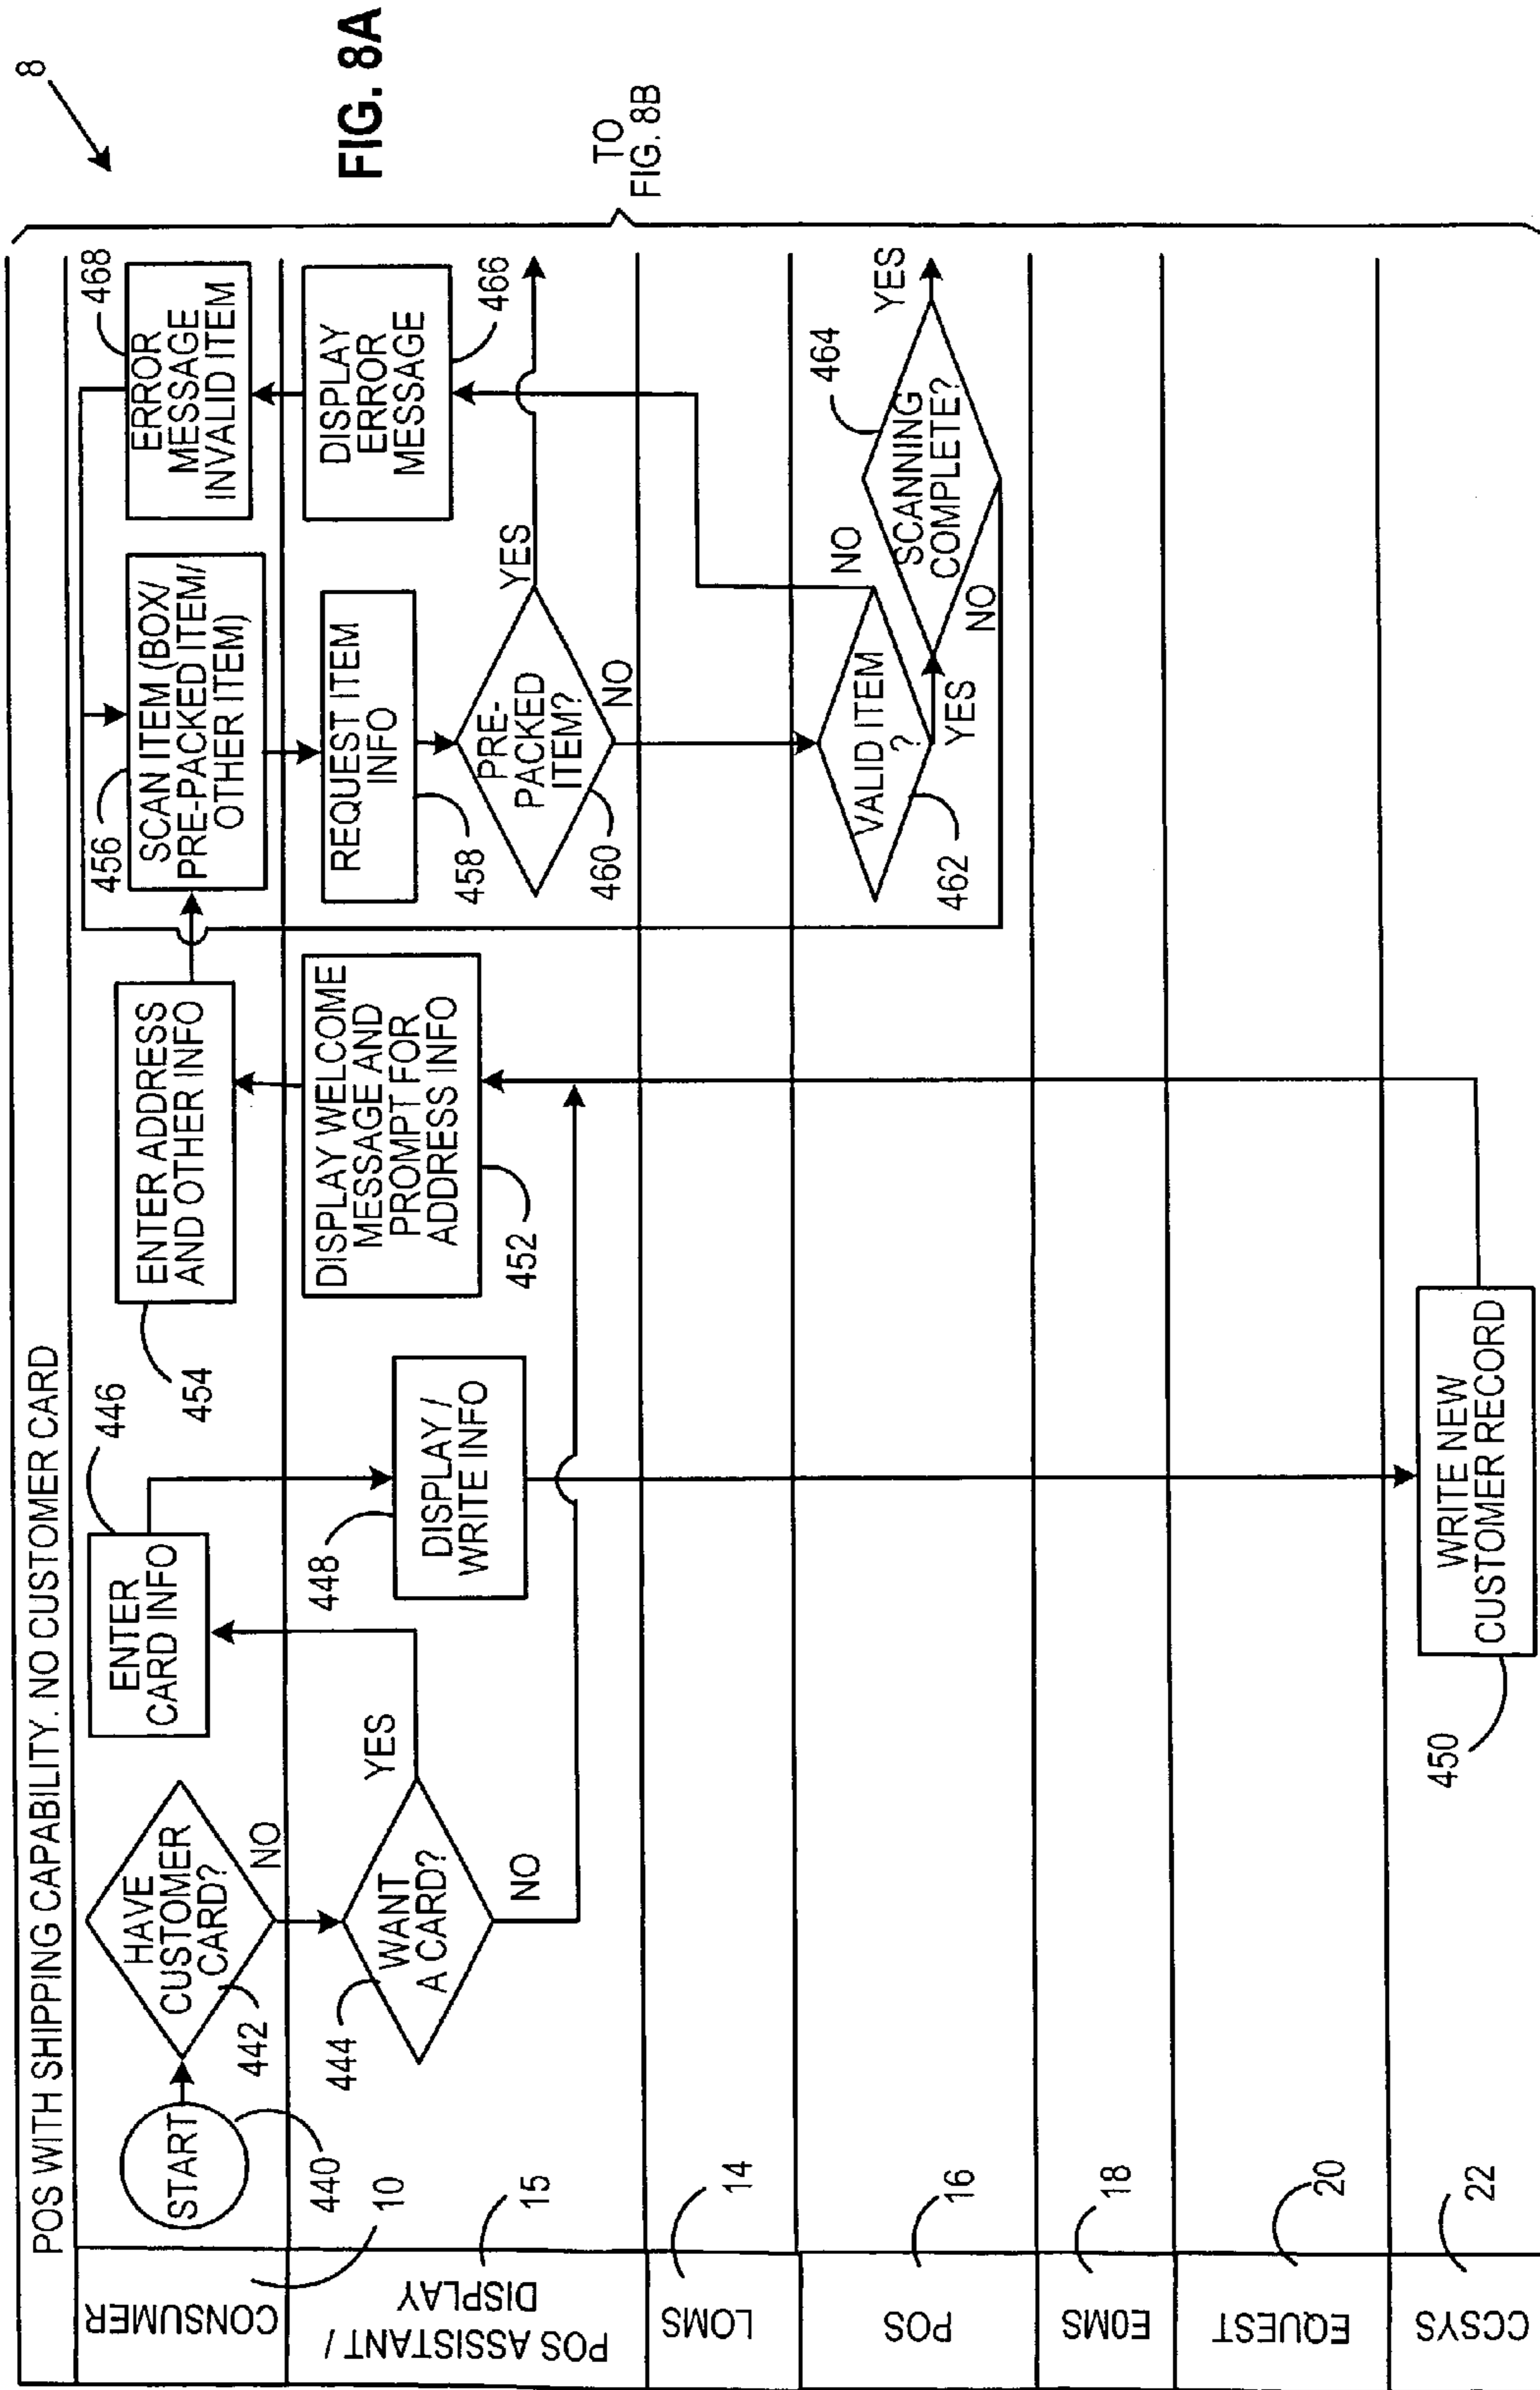 8
FIG. 8A
TO
FIG. 8B
POS WITH SHIPPING CAPABILITY. NO CUSTOMER CARD
CONSUMER
10
START
440
HAVE
CUSTOMER
CARD?
442
NO
ENTER
CARD INFO
446
ENTER ADDRESS
AND OTHER INFO
454
SCAN ITEM (BOX/
PRE-PACKED ITEM/
OTHER ITEM)
456
ERROR
MESSAGE
INVALID ITEM
468
POS ASSISTANT /
DISPLAY
15
WANT
A CARD?
444
YES
NO
DISPLAY /
WRITE INFO
448
DISPLAY WELCOME
MESSAGE AND
PROMPT FOR
ADDRESS INFO
452
REQUEST ITEM
INFO
458
PRE-
PACKED
ITEM?
460
YES
NO
DISPLAY
ERROR
MESSAGE
466
LOMS
14
POS
16
VALID ITEM
?
462
NO
YES
SCANNING
COMPLETE?
464
YES
NO
EOMS
18
EQUEST
20
CCSYS
22
WRITE NEW
CUSTOMER RECORD
450